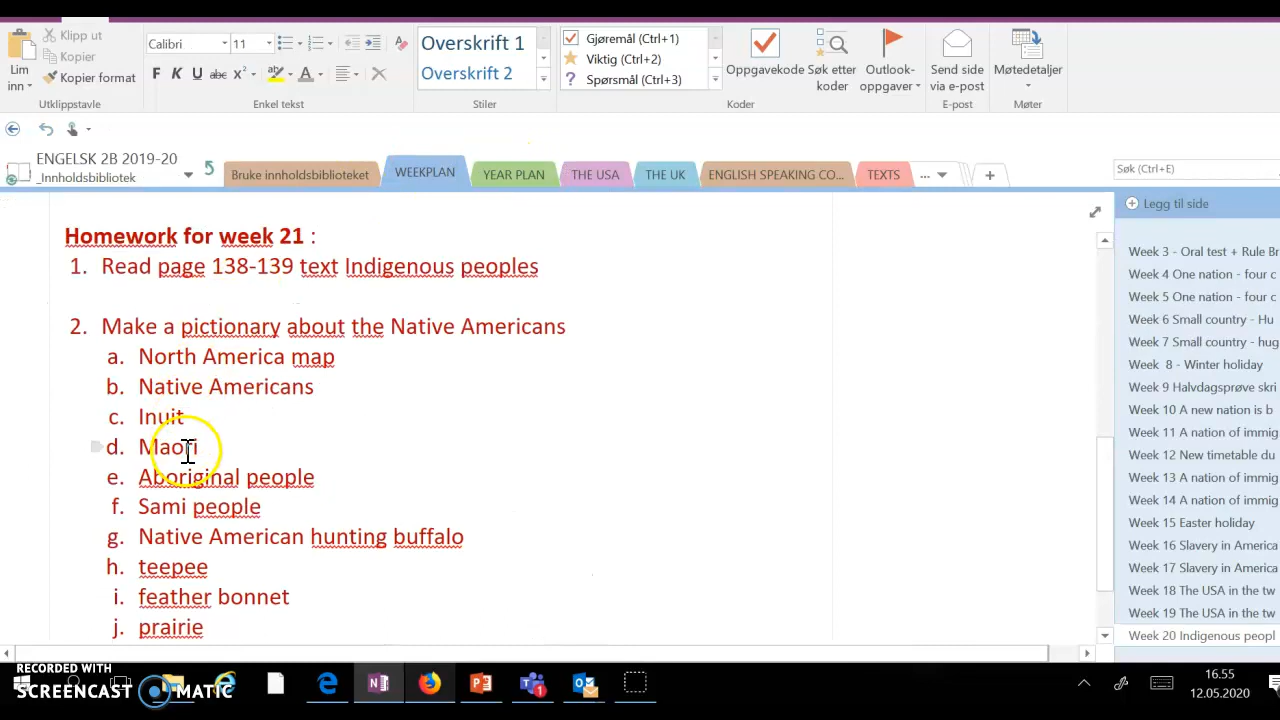 Klipp ut
Kopier
Kopier format
Lim
inn
Utklippstavle
Calibri
11
F K U abc x²
A
Enkel tekst
Overskrift 1
Overskrift 2
Stiler
Gjøremål (Ctrl+1)
Viktig (Ctrl+2)
? Spørsmål (Ctrl+3)
Oppgavekode
Søk etter
koder
Koder
Outlook-
oppgaver
Send side
via e-post
E-post
Møtedetaljer
Møter
ENGELSK 2B 2019-20
_Innholdsbibliotek
Bruke innholdsbiblioteket
WEEKPLAN
YEAR PLAN
THE USA
THE UK
ENGLISH SPEAKING CO...
TEXTS
...
+
Søk (Ctrl+E)
Homework for week 21 :
1. Read page 138-139 text Indigenous peoples
2. Make a pictionary about the Native Americans
a. North America map
b. Native Americans
c. Inuit
d. Maori
e. Aboriginal people
f. Sami people
g. Native American hunting buffalo
h. teepee
i. feather bonnet
j. prairie
Legg til side
Week 3 - Oral test + Rule Br
Week 4 One nation - four c
Week 5 One nation - four c
Week 6 Small country - Hu
Week 7 Small country - hug
Week 8 - Winter holiday
Week 9 Halvdagsprøve skri
Week 10 A new nation is b
Week 11 A nation of immig
Week 12 New timetable du
Week 13 A nation of immig
Week 14 A nation of immig
Week 15 Easter holiday
Week 16 Slavery in America
Week 17 Slavery in America
Week 18 The USA in the tw
Week 19 The USA in the tw
Week 20 Indigenous peopl
RECORDED WITH
SCREENCAST MATIC
1
16.55
12.05.2020